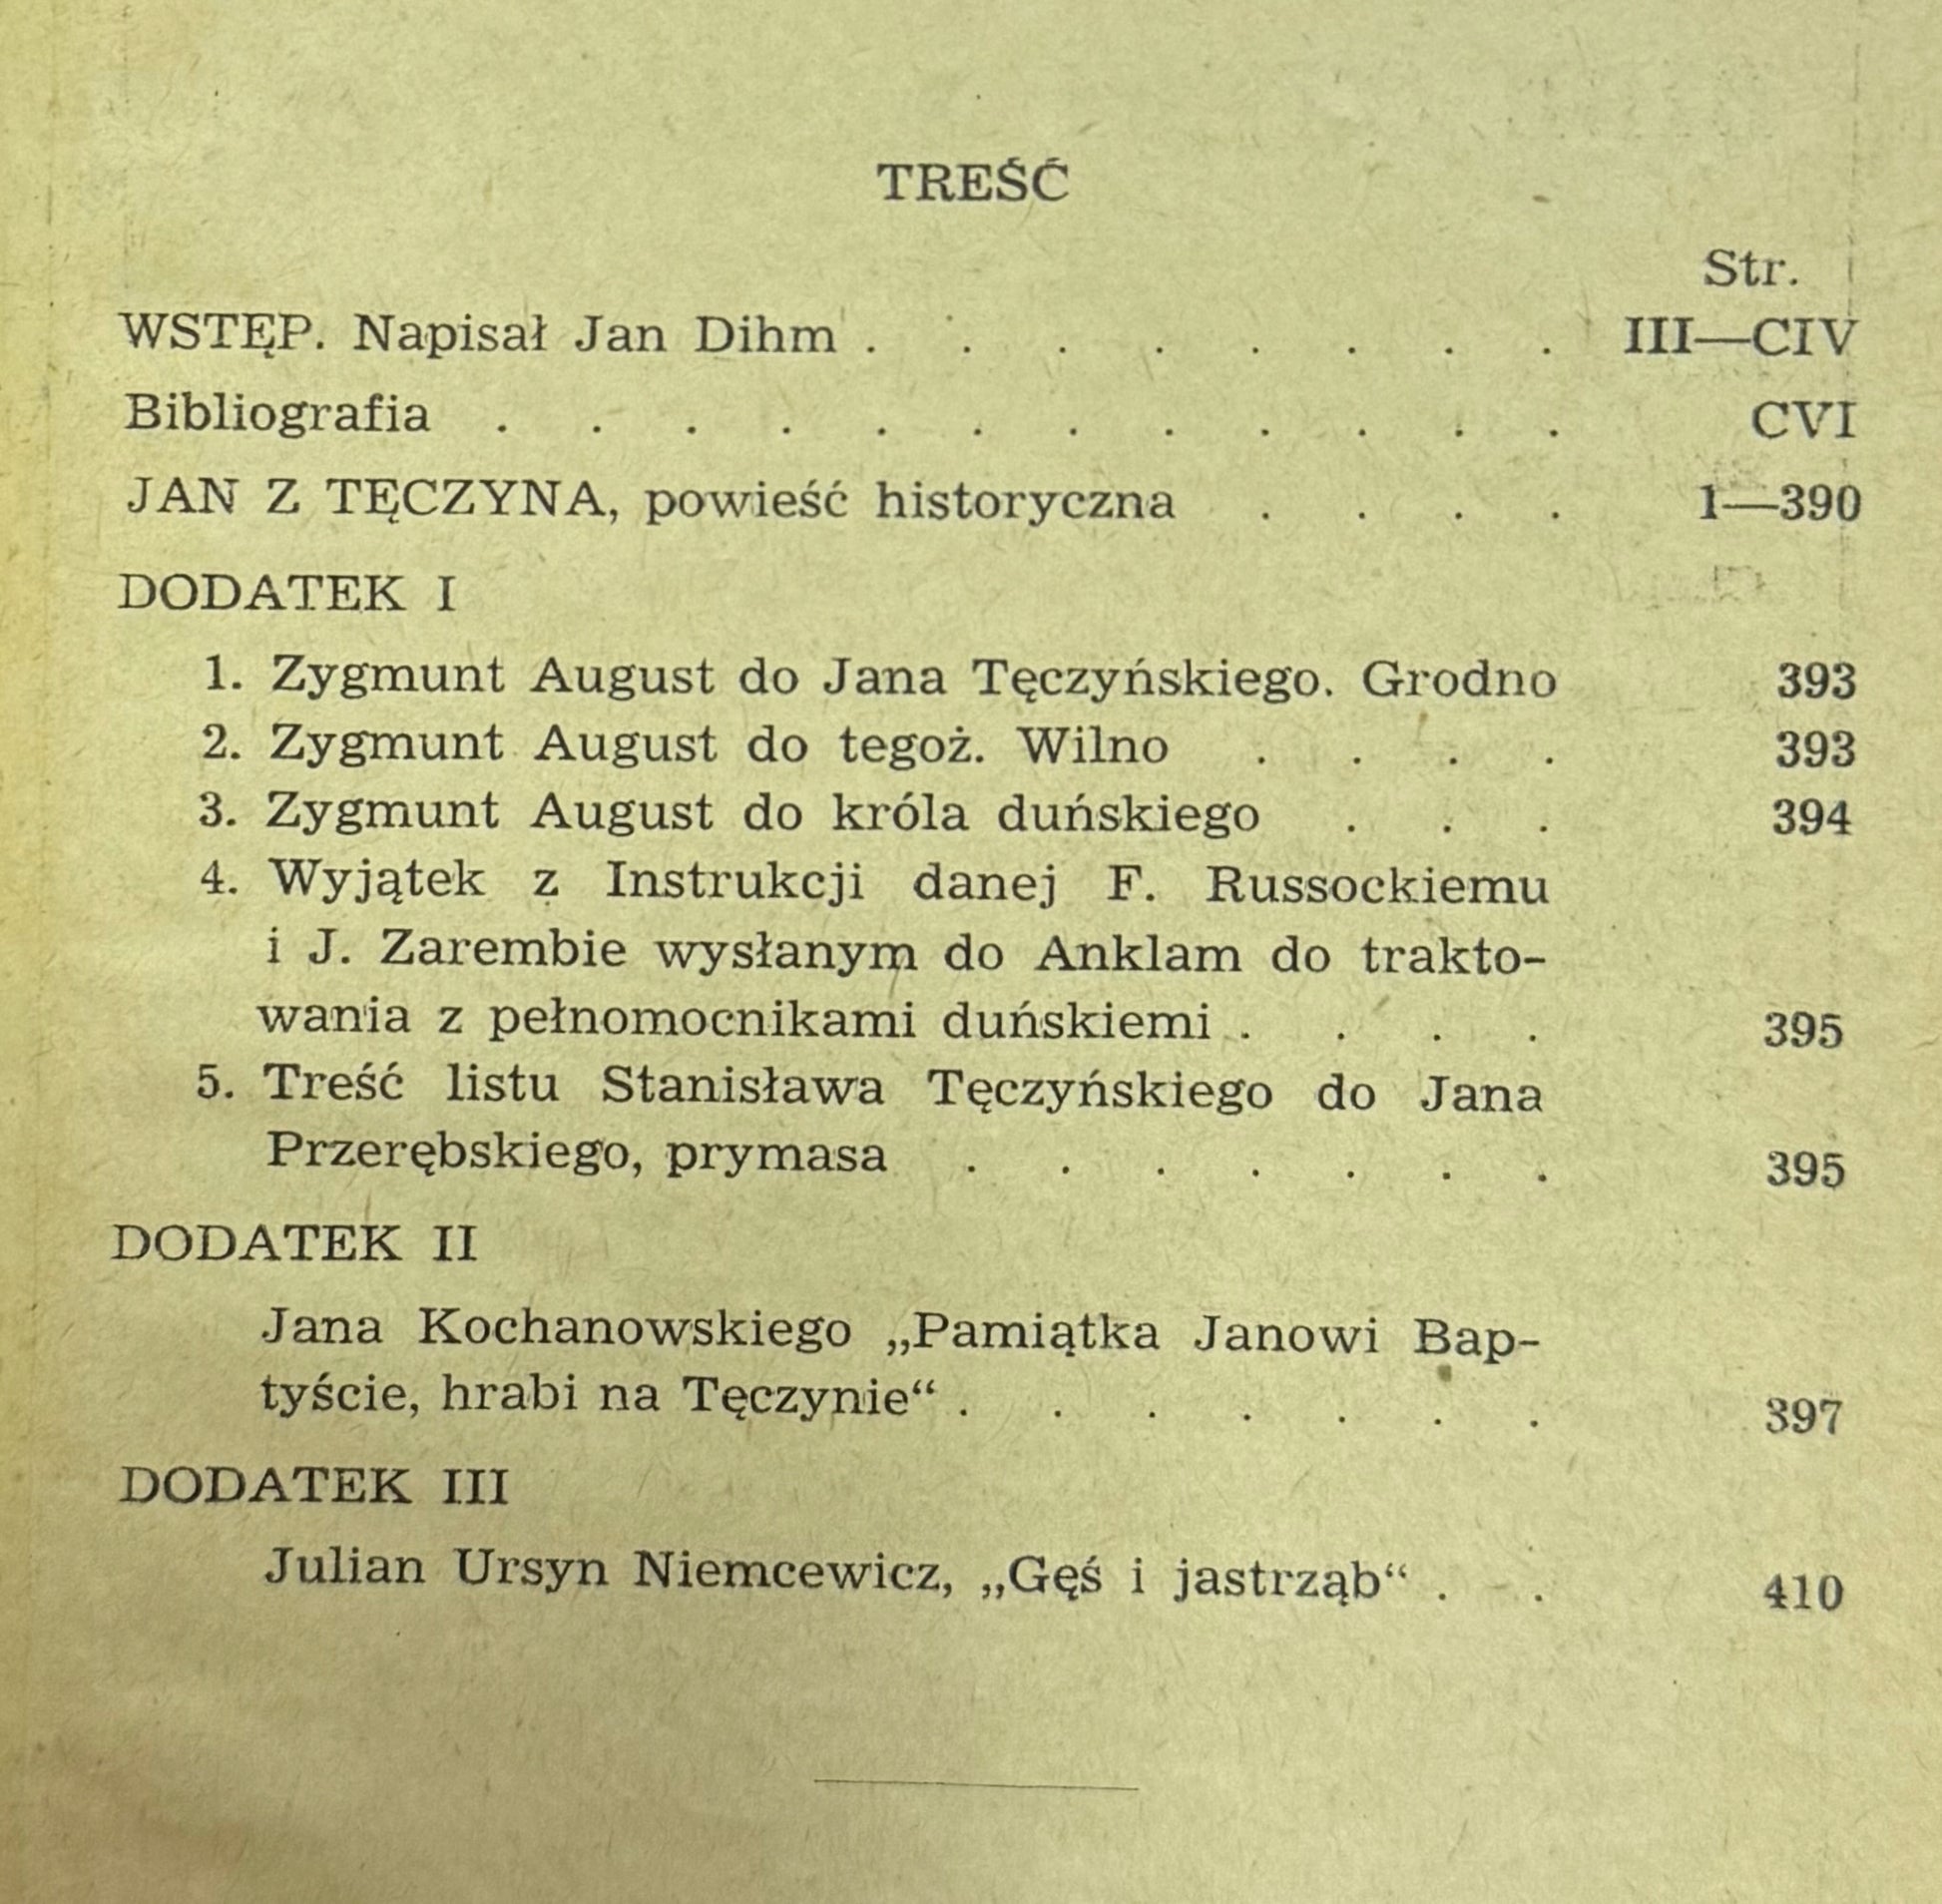 TREŚĆ
Str.
WSTĘP. Napisał Jan Dihm . . . . . . . . III—CIV
Bibliografia . . . . . . . . . . . . CVI
JAN Z TĘCZYNA, powieść historyczna . . . . 1—390
DODATEK I
1. Zygmunt August do Jana Tęczyńskiego. Grodno 393
2. Zygmunt August do tegoż. Wilno . . . . 393
3. Zygmunt August do króla duńskiego . . . 394
4. Wyjątek z Instrukcji danej F. Russockiemu
i J. Zarembie wysłanym do Anklam do trakto-
wania z pełnomocnikami duńskiemi . . . . 395
5. Treść listu Stanisława Tęczyńskiego do Jana
Przerębskiego, prymasa . . . . . . . 395
DODATEK II
Jana Kochanowskiego „Pamiątka Janowi Bap-
tyście, hrabi na Tęczynie“ . . . . . . . 397
DODATEK III
Julian Ursyn Niemcewicz, „Gęś i jastrząb“ . . 410